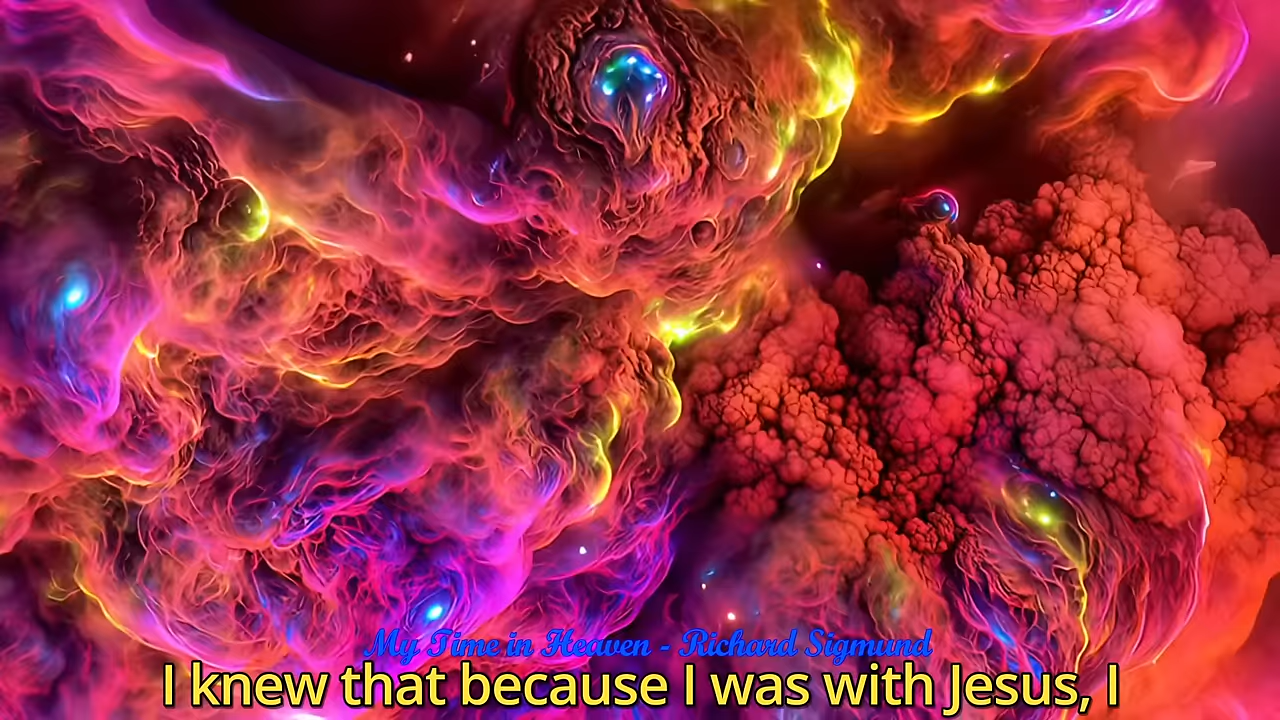 My Time in Heaven - Richard Sigmund
I knew that because I was with Jesus, I